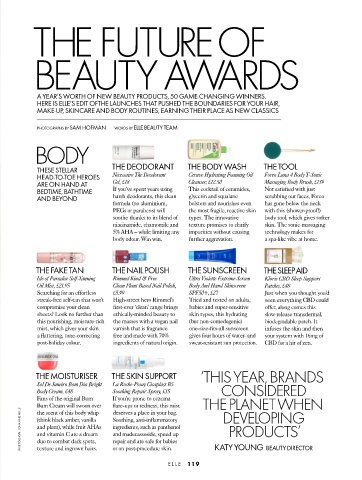 THE FUTURE OF
BEAUTY AWARDS
A YEAR'S WORTH OF NEW BEAUTY PRODUCTS, 50 GAME-CHANGING WINNERS.
HERE IS ELLE'S EDIT OF THE LAUNCHES THAT PUSHED THE BOUNDARIES FOR YOUR HAIR,
MAKE-UP, SKINCARE AND BODY ROUTINES, EARNING THEIR PLACE AS NEW CLASSICS
PHOTOGRAPHS BY SAM HOFMAN WORDS BY ELLE BEAUTY TEAM
BODY
THESE STELLAR
HEAD-TO-TOE HEROES
ARE ON HAND AT
BEDTIME, BATHTIME
AND BEYOND
THE DEODORANT
Nécessaire The Deodorant
Gel,
If you've spent years using
harsh deodorants, this clean
formula (no aluminium,
PEGs or parabens) will
soothe thanks to its blend of
niacinamide, chamomile and
5% AHA – while limiting any
body odour. Win win.
THE BODY WASH
CeraVe Hydrating Foaming Oil
Cleanser,
This cocktail of ceramides,
glycerin and squalane
bolsters and nourishes even
the most fragile, reactive skin
types. The innovative
texture promises to clarify
impurities without causing
further aggravation.
THE TOOL
Foreo Luna 4 Body T-Sonic
Massaging Body Brush,
Not satisfied with just
scrubbing our faces, Foreo
has gone below the neck
with this (shower-proof)
body tool, which gives softer
skin. The sonic-massaging
technology makes for
a spa-like vibe at home.
THE FAKE TAN
Isle of Paradise Self-Tanning
Oil Mist, £21.95
Searching for an effortless
streak-free self-tan that won't
compromise your clean
sheets? Look no further than
this nourishing, moisture-rich
mist, which gives your skin
a flattering, time-correcting
post-holiday colour.
THE NAIL POLISH
Rimmel Kind & Free
Clean Plant Based Nail Polish,
£5.99
High-street hero Rimmel's
first-ever 'clean' range brings
ethically-minded beauty to
the masses with a vegan nail
varnish that is fragrance
free and made with 70%
ingredients of natural origin.
THE SUNSCREEN
Ultra Violette Extreme Screen
Body And Hand Skinscreen
SPF50+, £27
Tried and tested on adults,
babies and super-sensitive
skin types, this hydrating
(but non-comedogenic)
one-size-fits-all sunscreen
gives four hours of water- and
sweat-resistant sun protection.
THE SLEEP AID
Kloris CBD Sleep Support
Patches, £48
Just when you thought you'd
seen everything CBD could
offer, along comes this
slow-release transdermal,
biodegradable patch. It
infuses the skin and then
your system with 16mg of
CBD for a hit of zen.
THE MOISTURISER
Sol De Janeiro Bom Dia Bright
Body Cream, £48
Fans of the original Bum
Bum Cream will swoon over
the scent of this body whip
(think black amber, vanilla
and plum), while fruit AHAs
and vitamin C are a dream
duo to combat dark spots,
texture and ingrown hairs.
THE SKIN SUPPORT
La Roche-Posay Cicaplast B5
Soothing Repair Spray, £15
If you're prone to eczema
flare-ups or redness, this mist
deserves a place in your bag.
Soothing, anti-inflammatory
ingredients, such as panthenol
and madecassoside, speed up
repair and are safe for babies
or on post-procedure skin.
'THIS YEAR, BRANDS
CONSIDERED
THE PLANET WHEN
DEVELOPING
PRODUCTS'
KATY YOUNG BEAUTY DIRECTOR
ELLE 119